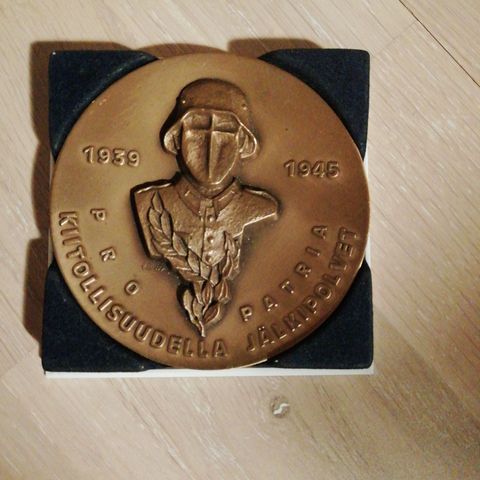 1939 1945
PRO PATRIA
KIITOLLISUUDELLA JÄLKIPOLVET